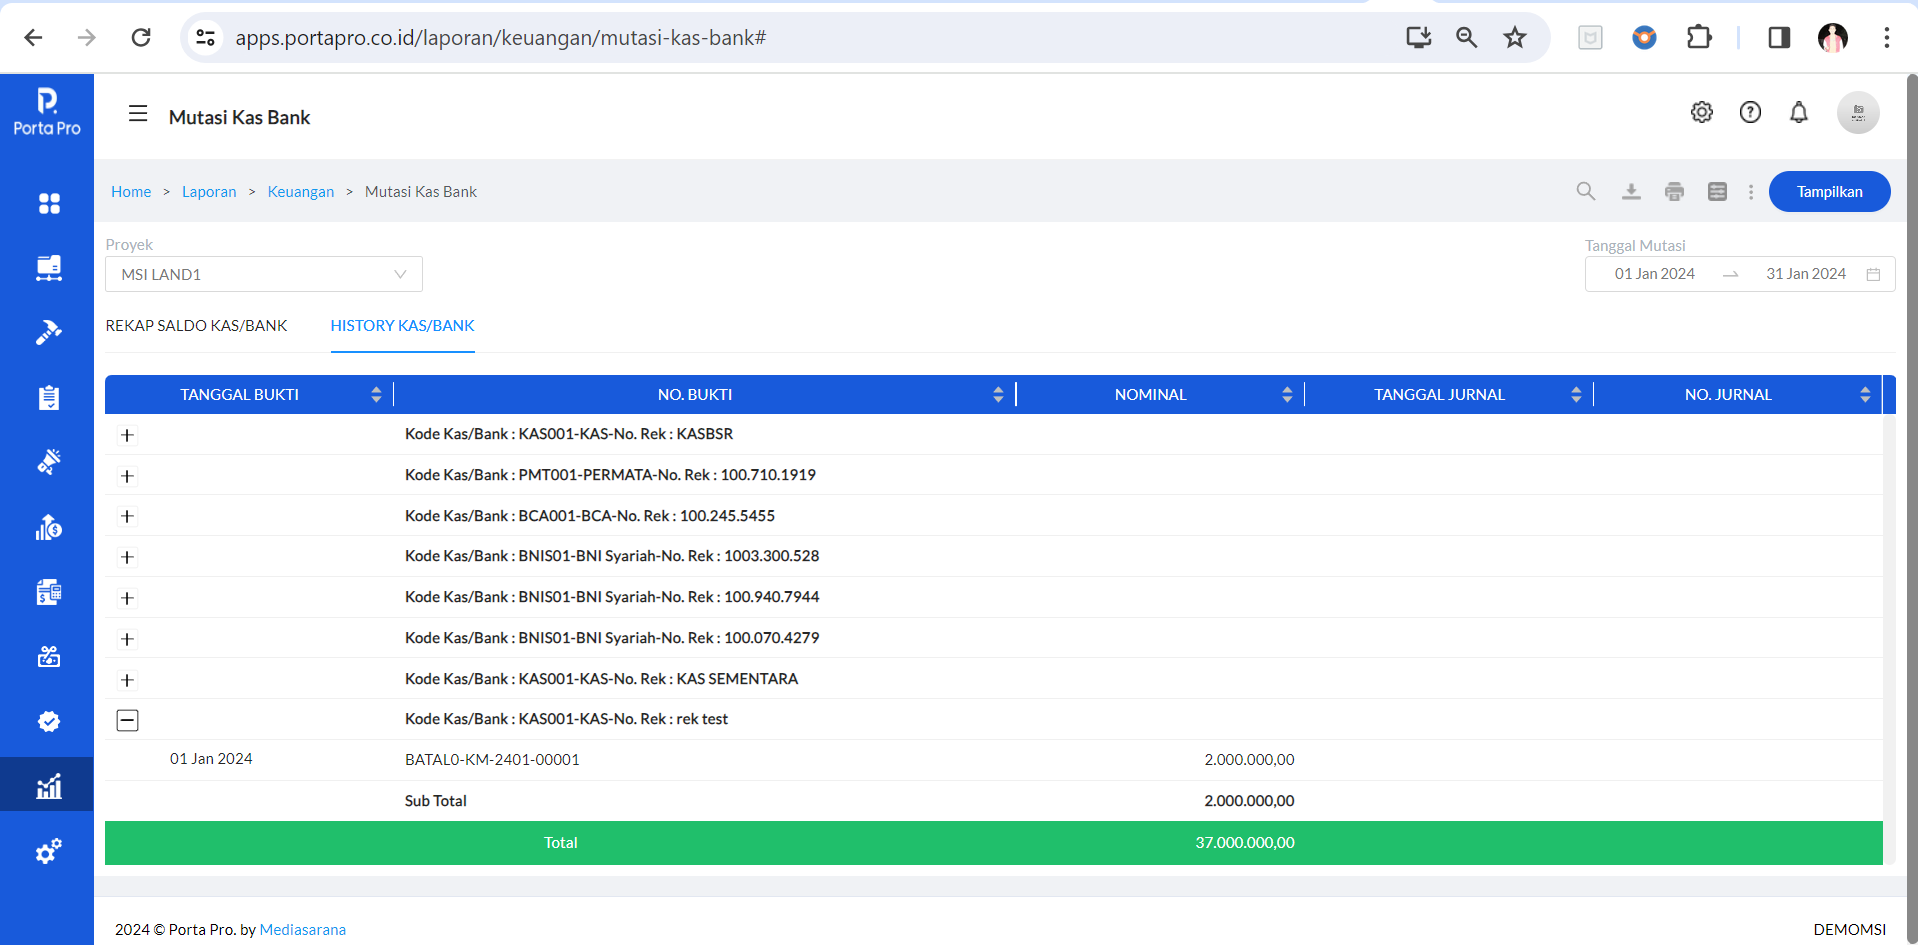 apps.portapro.co.id/laporan/keuangan/mutasi-kas-bank#
Porta Pro
Mutasi Kas Bank
Home > Laporan > Keuangan > Mutasi Kas Bank
Tampilkan
Proyek
Tanggal Mutasi
MSI LAND1
01 Jan 2024
31 Jan 2024
REKAP SALDO KAS/BANK
HISTORY KAS/BANK
TANGGAL BUKTI NO. BUKTI NOMINAL TANGGAL JURNAL NO. JURNAL
Kode Kas/Bank : KAS001-KAS-No. Rek : KASBSR
Kode Kas/Bank : PMT001-PERMATA-No. Rek : 100.710.1919
Kode Kas/Bank : BCA001-BCA-No. Rek : 100.245.5455
Kode Kas/Bank : BNIS01-BNI Syariah-No. Rek : 1003.300.528
Kode Kas/Bank : BNIS01-BNI Syariah-No. Rek : 100.940.7944
Kode Kas/Bank : BNIS01-BNI Syariah-No. Rek : 100.070.4279
Kode Kas/Bank : KAS001-KAS-No. Rek : KAS SEMENTARA
Kode Kas/Bank : KAS001-KAS-No. Rek : rek test
01 Jan 2024 BATAL0-KM-2401-00001 2.000.000,00
Sub Total 2.000.000,00
Total 37.000.000,00
2024 © Porta Pro. by Mediasarana
DEMOMSI